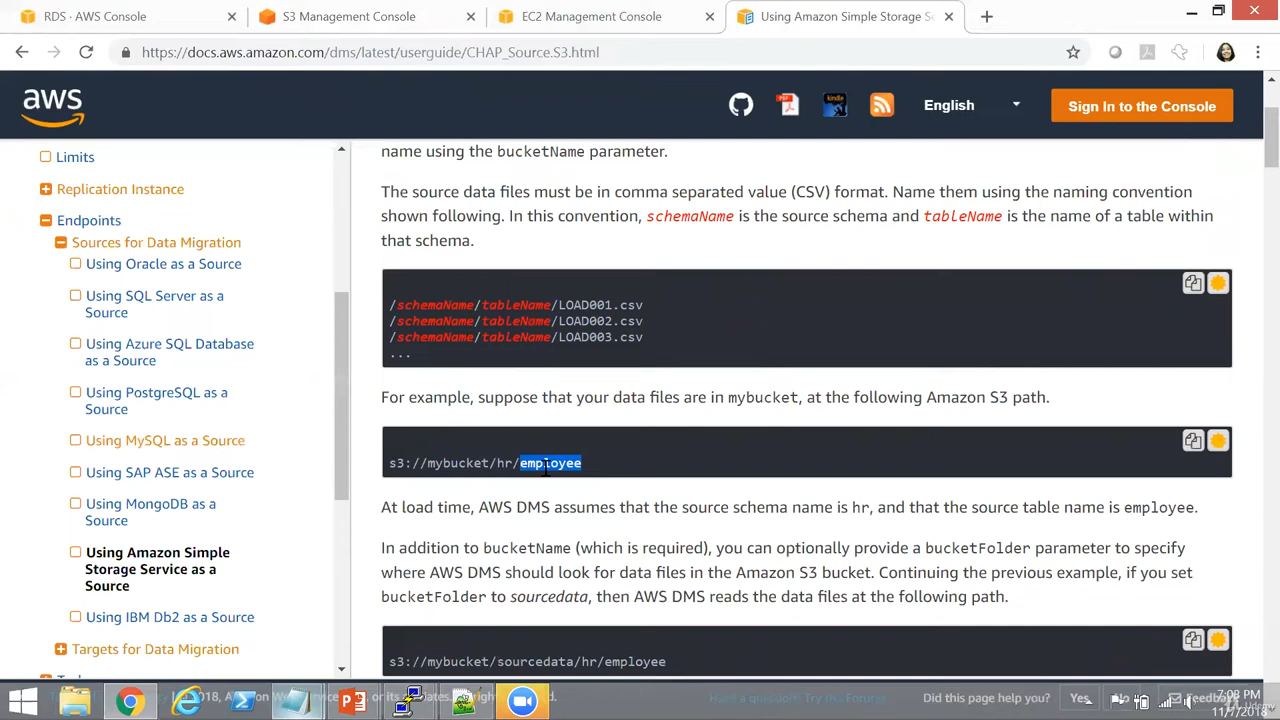 RDS · AWS Console
S3 Management Console
EC2 Management Console
Using Amazon Simple Storage S
https://docs.aws.amazon.com/dms/latest/userguide/CHAP_Source.S3.html
aws
PDF
kindle
English
Sign In to the Console
Limits
Replication Instance
Endpoints
Sources for Data Migration
Using Oracle as a Source
Using SQL Server as a
Source
Using Azure SQL Database
as a Source
Using PostgreSQL as a
Source
Using MySQL as a Source
Using SAP ASE as a Source
Using MongoDB as a
Source
Using Amazon Simple
Storage Service as a
Source
Using IBM Db2 as a Source
Targets for Data Migration
name using the bucketName parameter.
The source data files must be in comma separated value (CSV) format. Name them using the naming convention
shown following. In this convention, schemaName is the source schema and tableName is the name of a table within
that schema.
/schemaName/tableName/LOAD001.csv
/schemaName/tableName/LOAD002.csv
/schemaName/tableName/LOAD003.csv
...
For example, suppose that your data files are in mybucket, at the following Amazon S3 path.
s3://mybucket/hr/employee
At load time, AWS DMS assumes that the source schema name is hr, and that the source table name is employee.
In addition to bucketName (which is required), you can optionally provide a bucketFolder parameter to specify
where AWS DMS should look for data files in the Amazon S3 bucket. Continuing the previous example, if you set
bucketFolder to sourcedata, then AWS DMS reads the data files at the following path.
s3://mybucket/sourcedata/hr/employee
Have a question? Try the Forums
Did this page help you?
Yes
No
Feedback
7:08 PM
11/7/2018